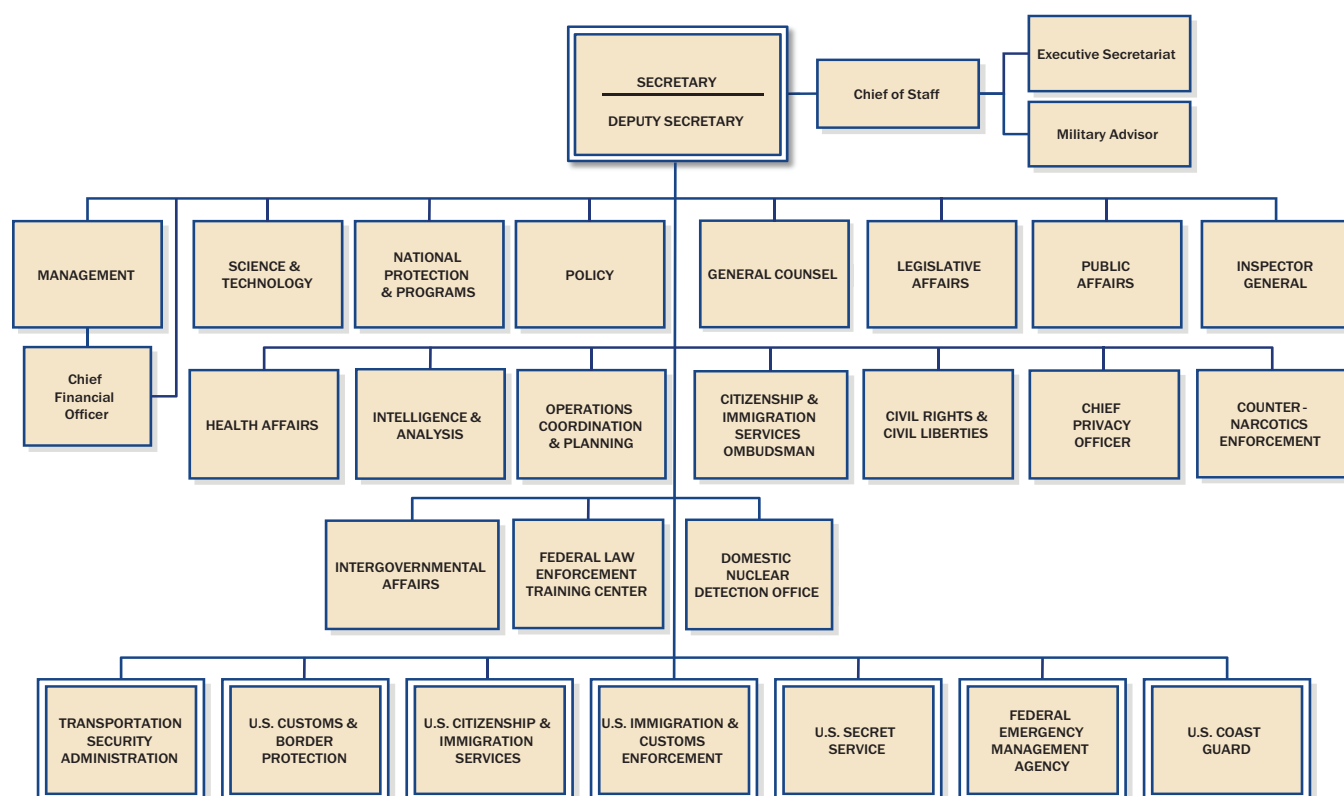 SECRETARY
DEPUTY SECRETARY
Chief of Staff
Executive Secretariat
Military Advisor
MANAGEMENT
SCIENCE &
TECHNOLOGY
NATIONAL
PROTECTION
& PROGRAMS
POLICY
GENERAL COUNSEL
LEGISLATIVE
AFFAIRS
PUBLIC
AFFAIRS
INSPECTOR
GENERAL
Chief
Financial
Officer
HEALTH AFFAIRS
INTELLIGENCE &
ANALYSIS
OPERATIONS
COORDINATION
& PLANNING
CITIZENSHIP &
IMMIGRATION
SERVICES
OMBUDSMAN
CIVIL RIGHTS &
CIVIL LIBERTIES
CHIEF
PRIVACY
OFFICER
COUNTER-
NARCOTICS
ENFORCEMENT
INTERGOVERNMENTAL
AFFAIRS
FEDERAL LAW
ENFORCEMENT
TRAINING CENTER
DOMESTIC
NUCLEAR
DETECTION OFFICE
TRANSPORTATION
SECURITY
ADMINISTRATION
U.S. CUSTOMS &
BORDER
PROTECTION
U.S. CITIZENSHIP &
IMMIGRATION
SERVICES
U.S. IMMIGRATION &
CUSTOMS
ENFORCEMENT
U.S. SECRET
SERVICE
FEDERAL
EMERGENCY
MANAGEMENT
AGENCY
U.S. COAST
GUARD